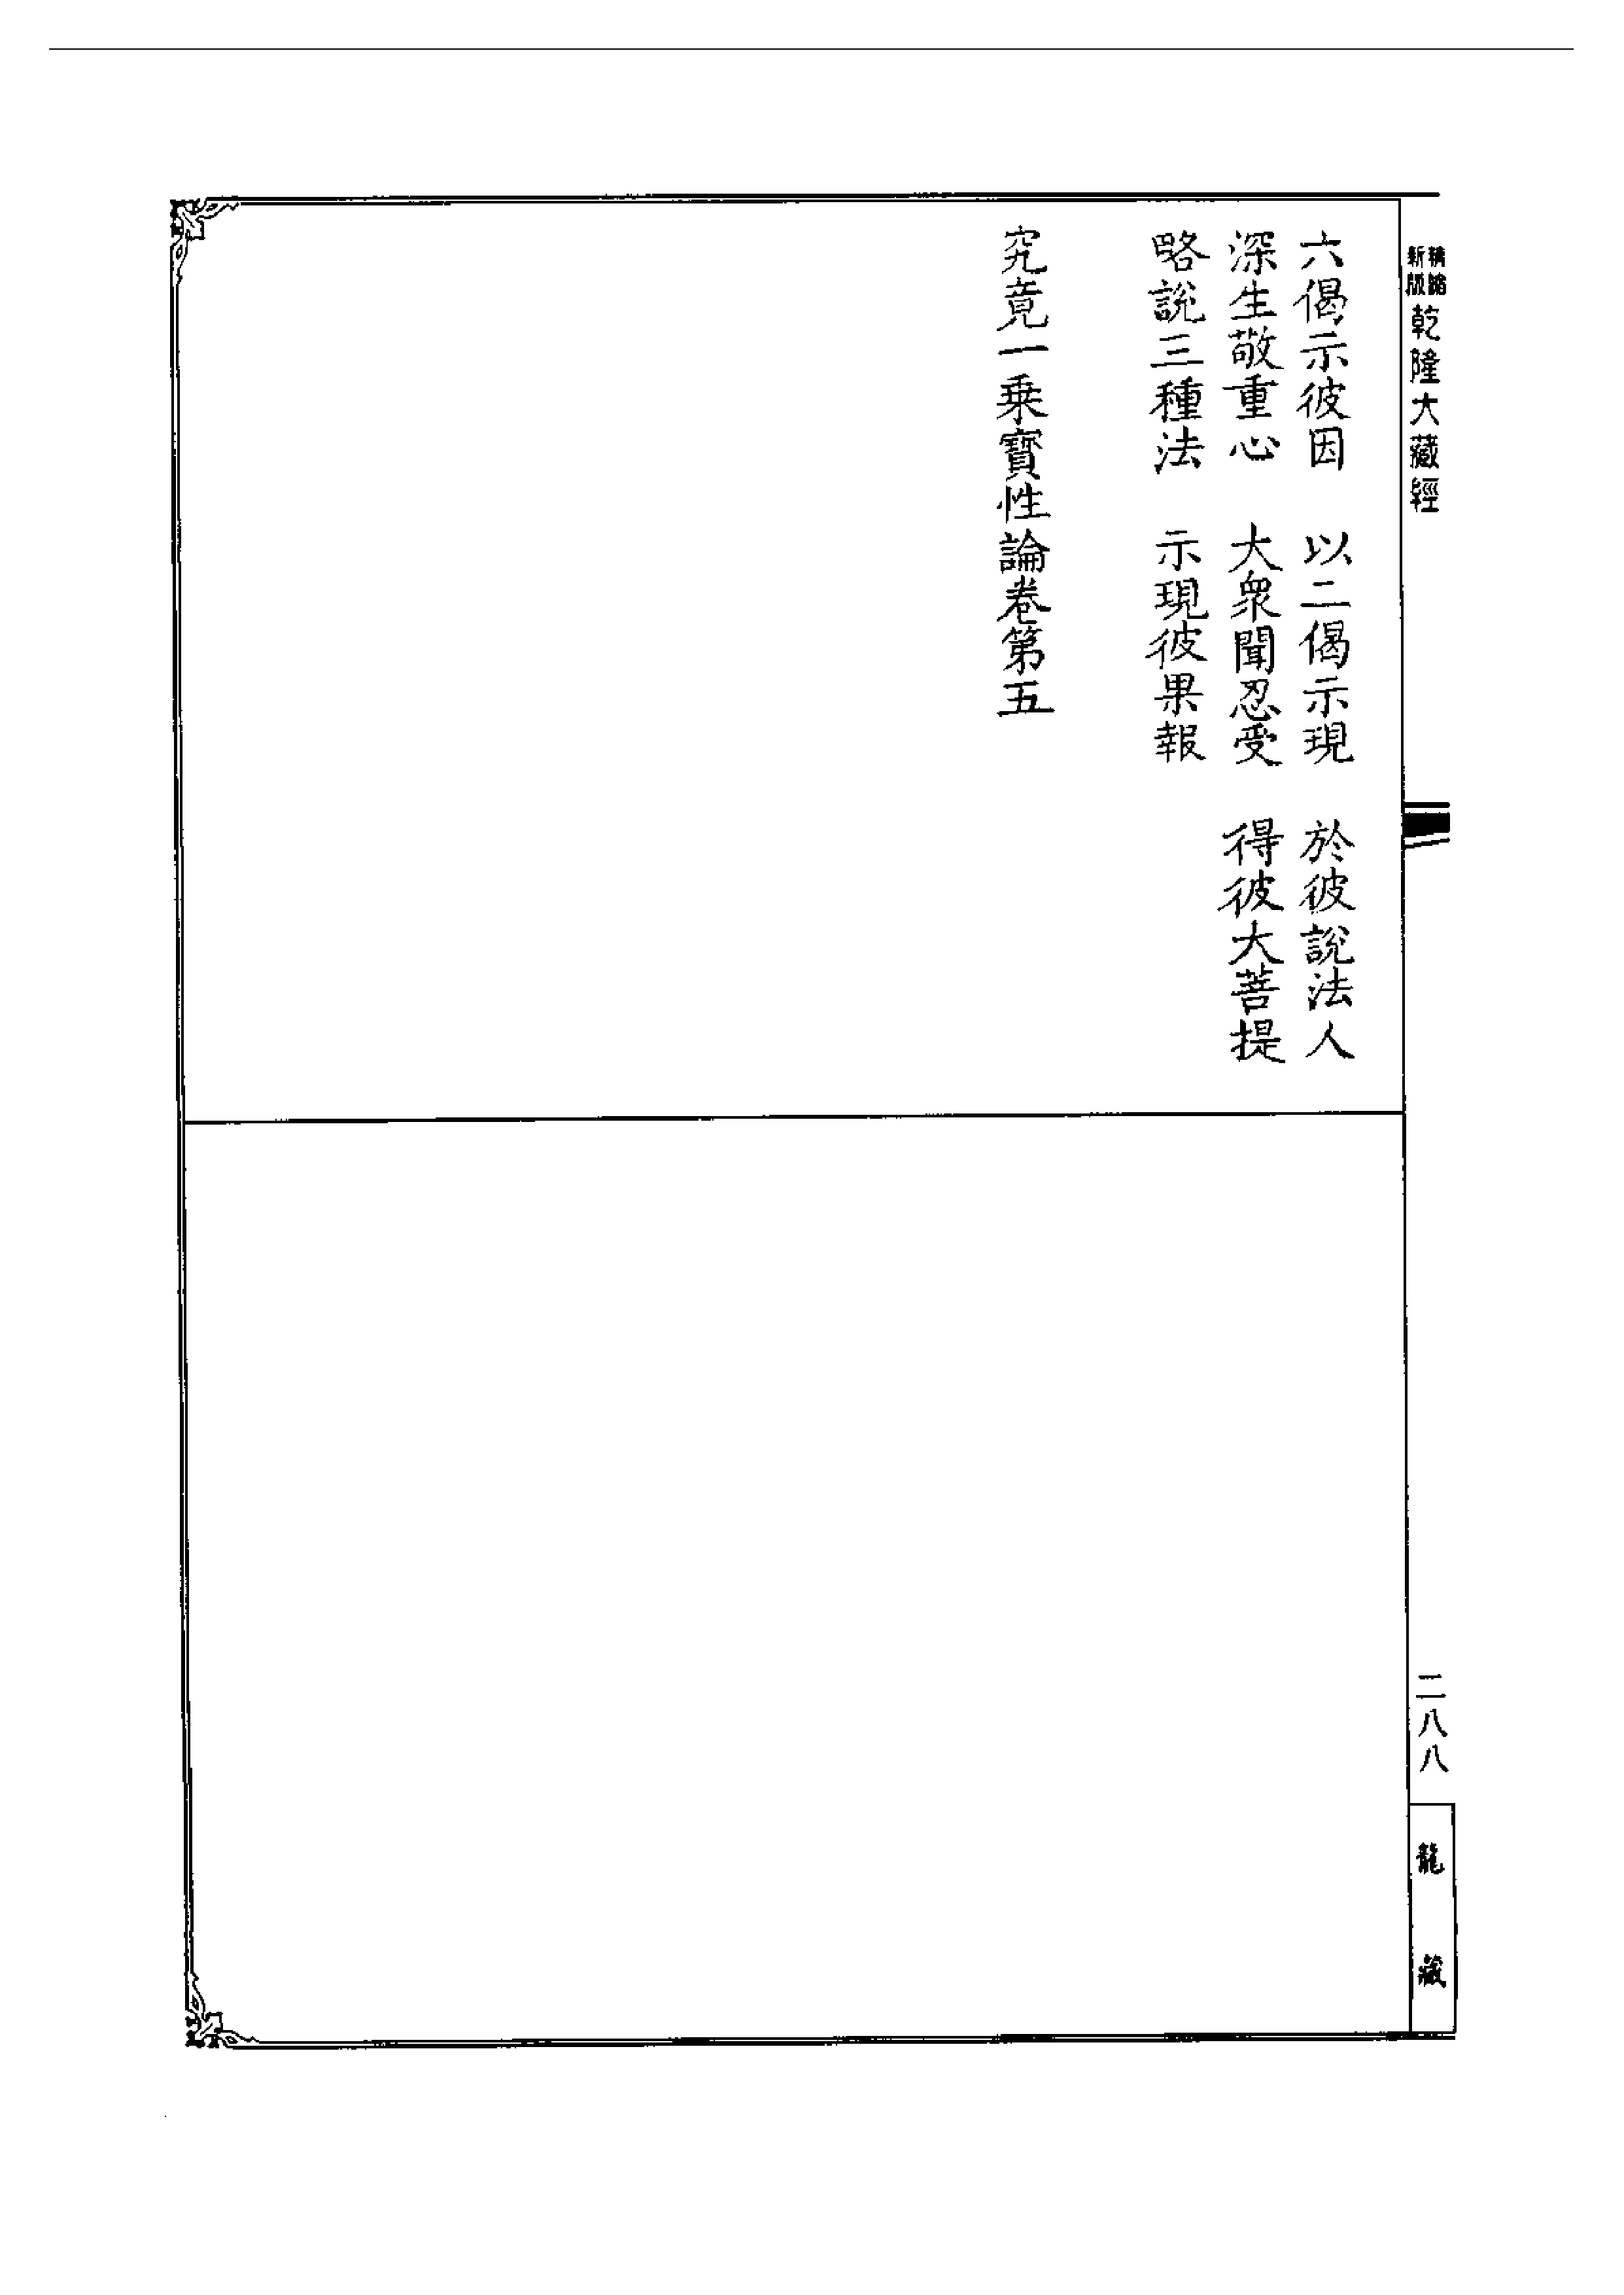 精縮新版 乾隆大藏經
六偈示彼因 以二偈示現 於彼說法人
深生敬重心 大衆聞忍受 得彼大菩提
略說三種法 示現彼果報
究竟一乘寶性論卷第五
二八八
龍藏